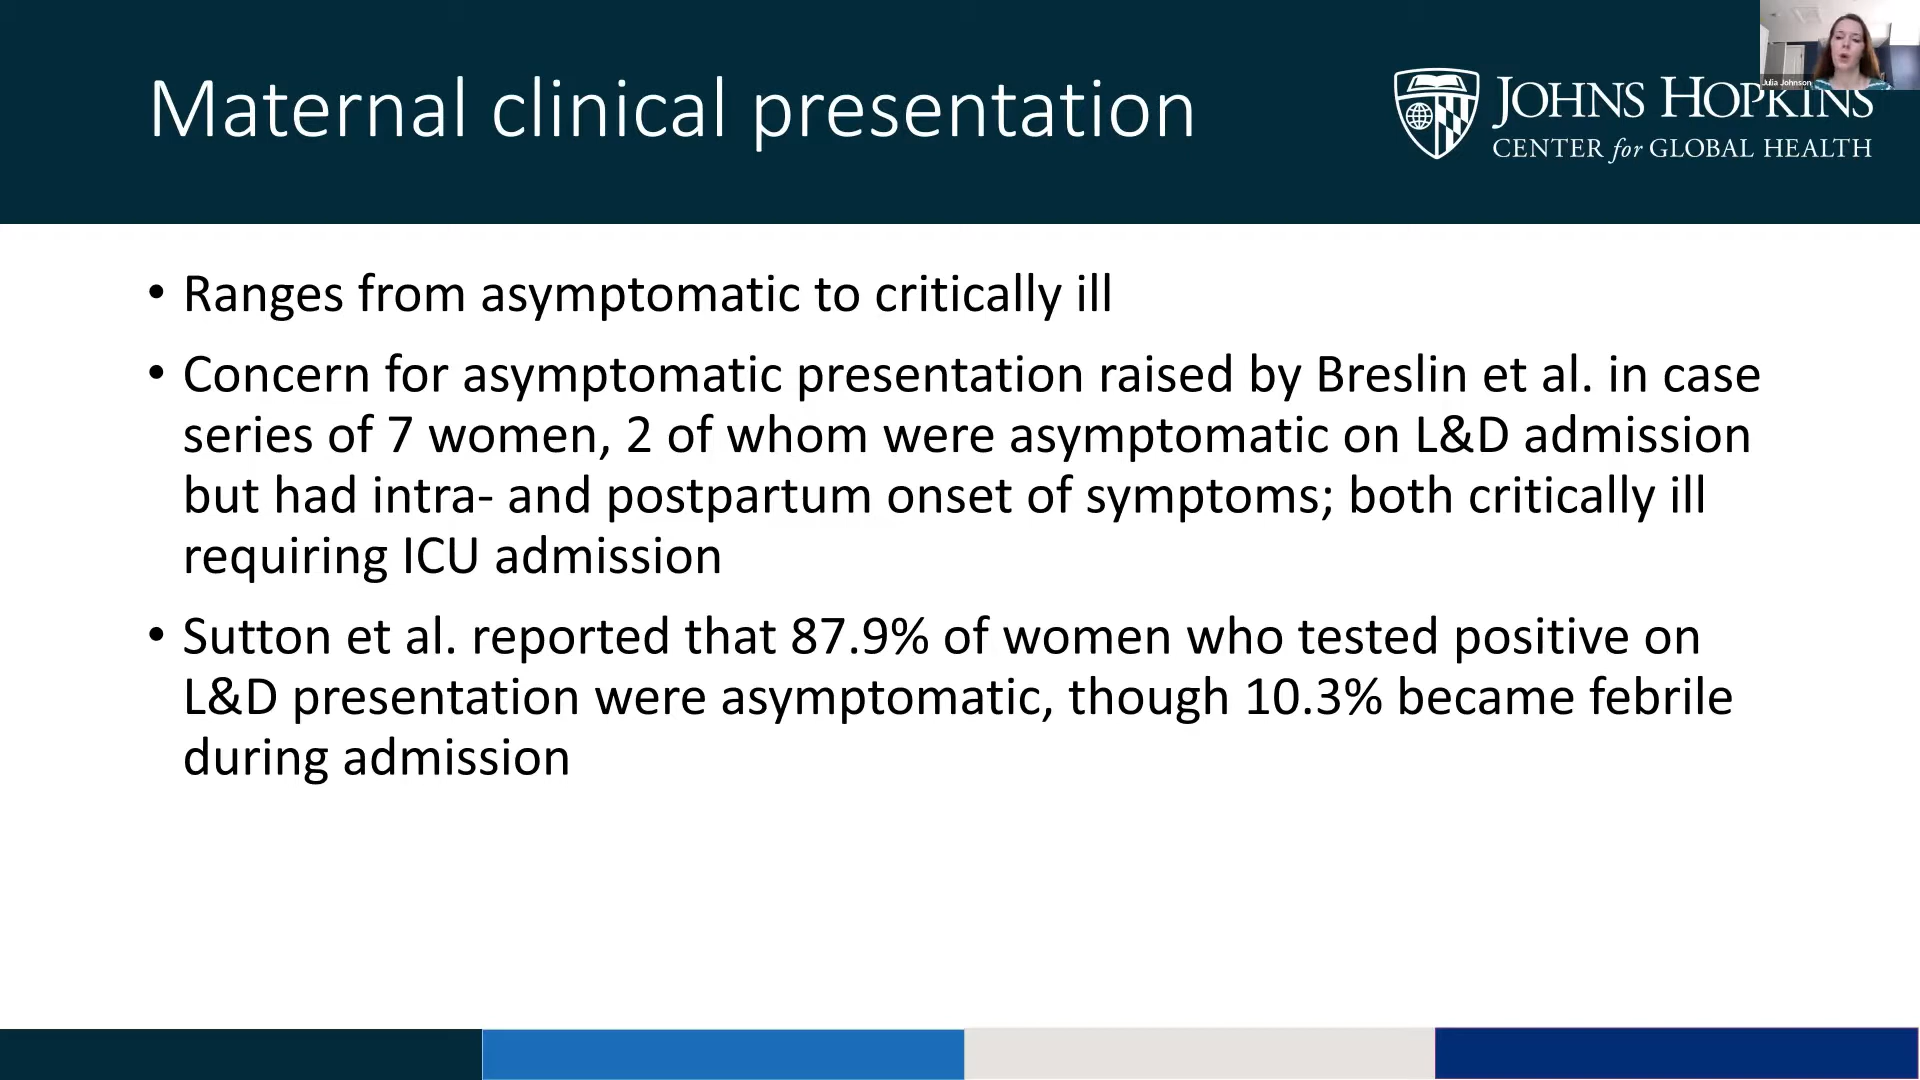 Julia Johnson
Maternal clinical presentation
JOHNS HOPKINS
CENTER for GLOBAL HEALTH
• Ranges from asymptomatic to critically ill
• Concern for asymptomatic presentation raised by Breslin et al. in case
series of 7 women, 2 of whom were asymptomatic on L&D admission
but had intra- and postpartum onset of symptoms; both critically ill
requiring ICU admission
• Sutton et al. reported that 87.9% of women who tested positive on
L&D presentation were asymptomatic, though 10.3% became febrile
during admission